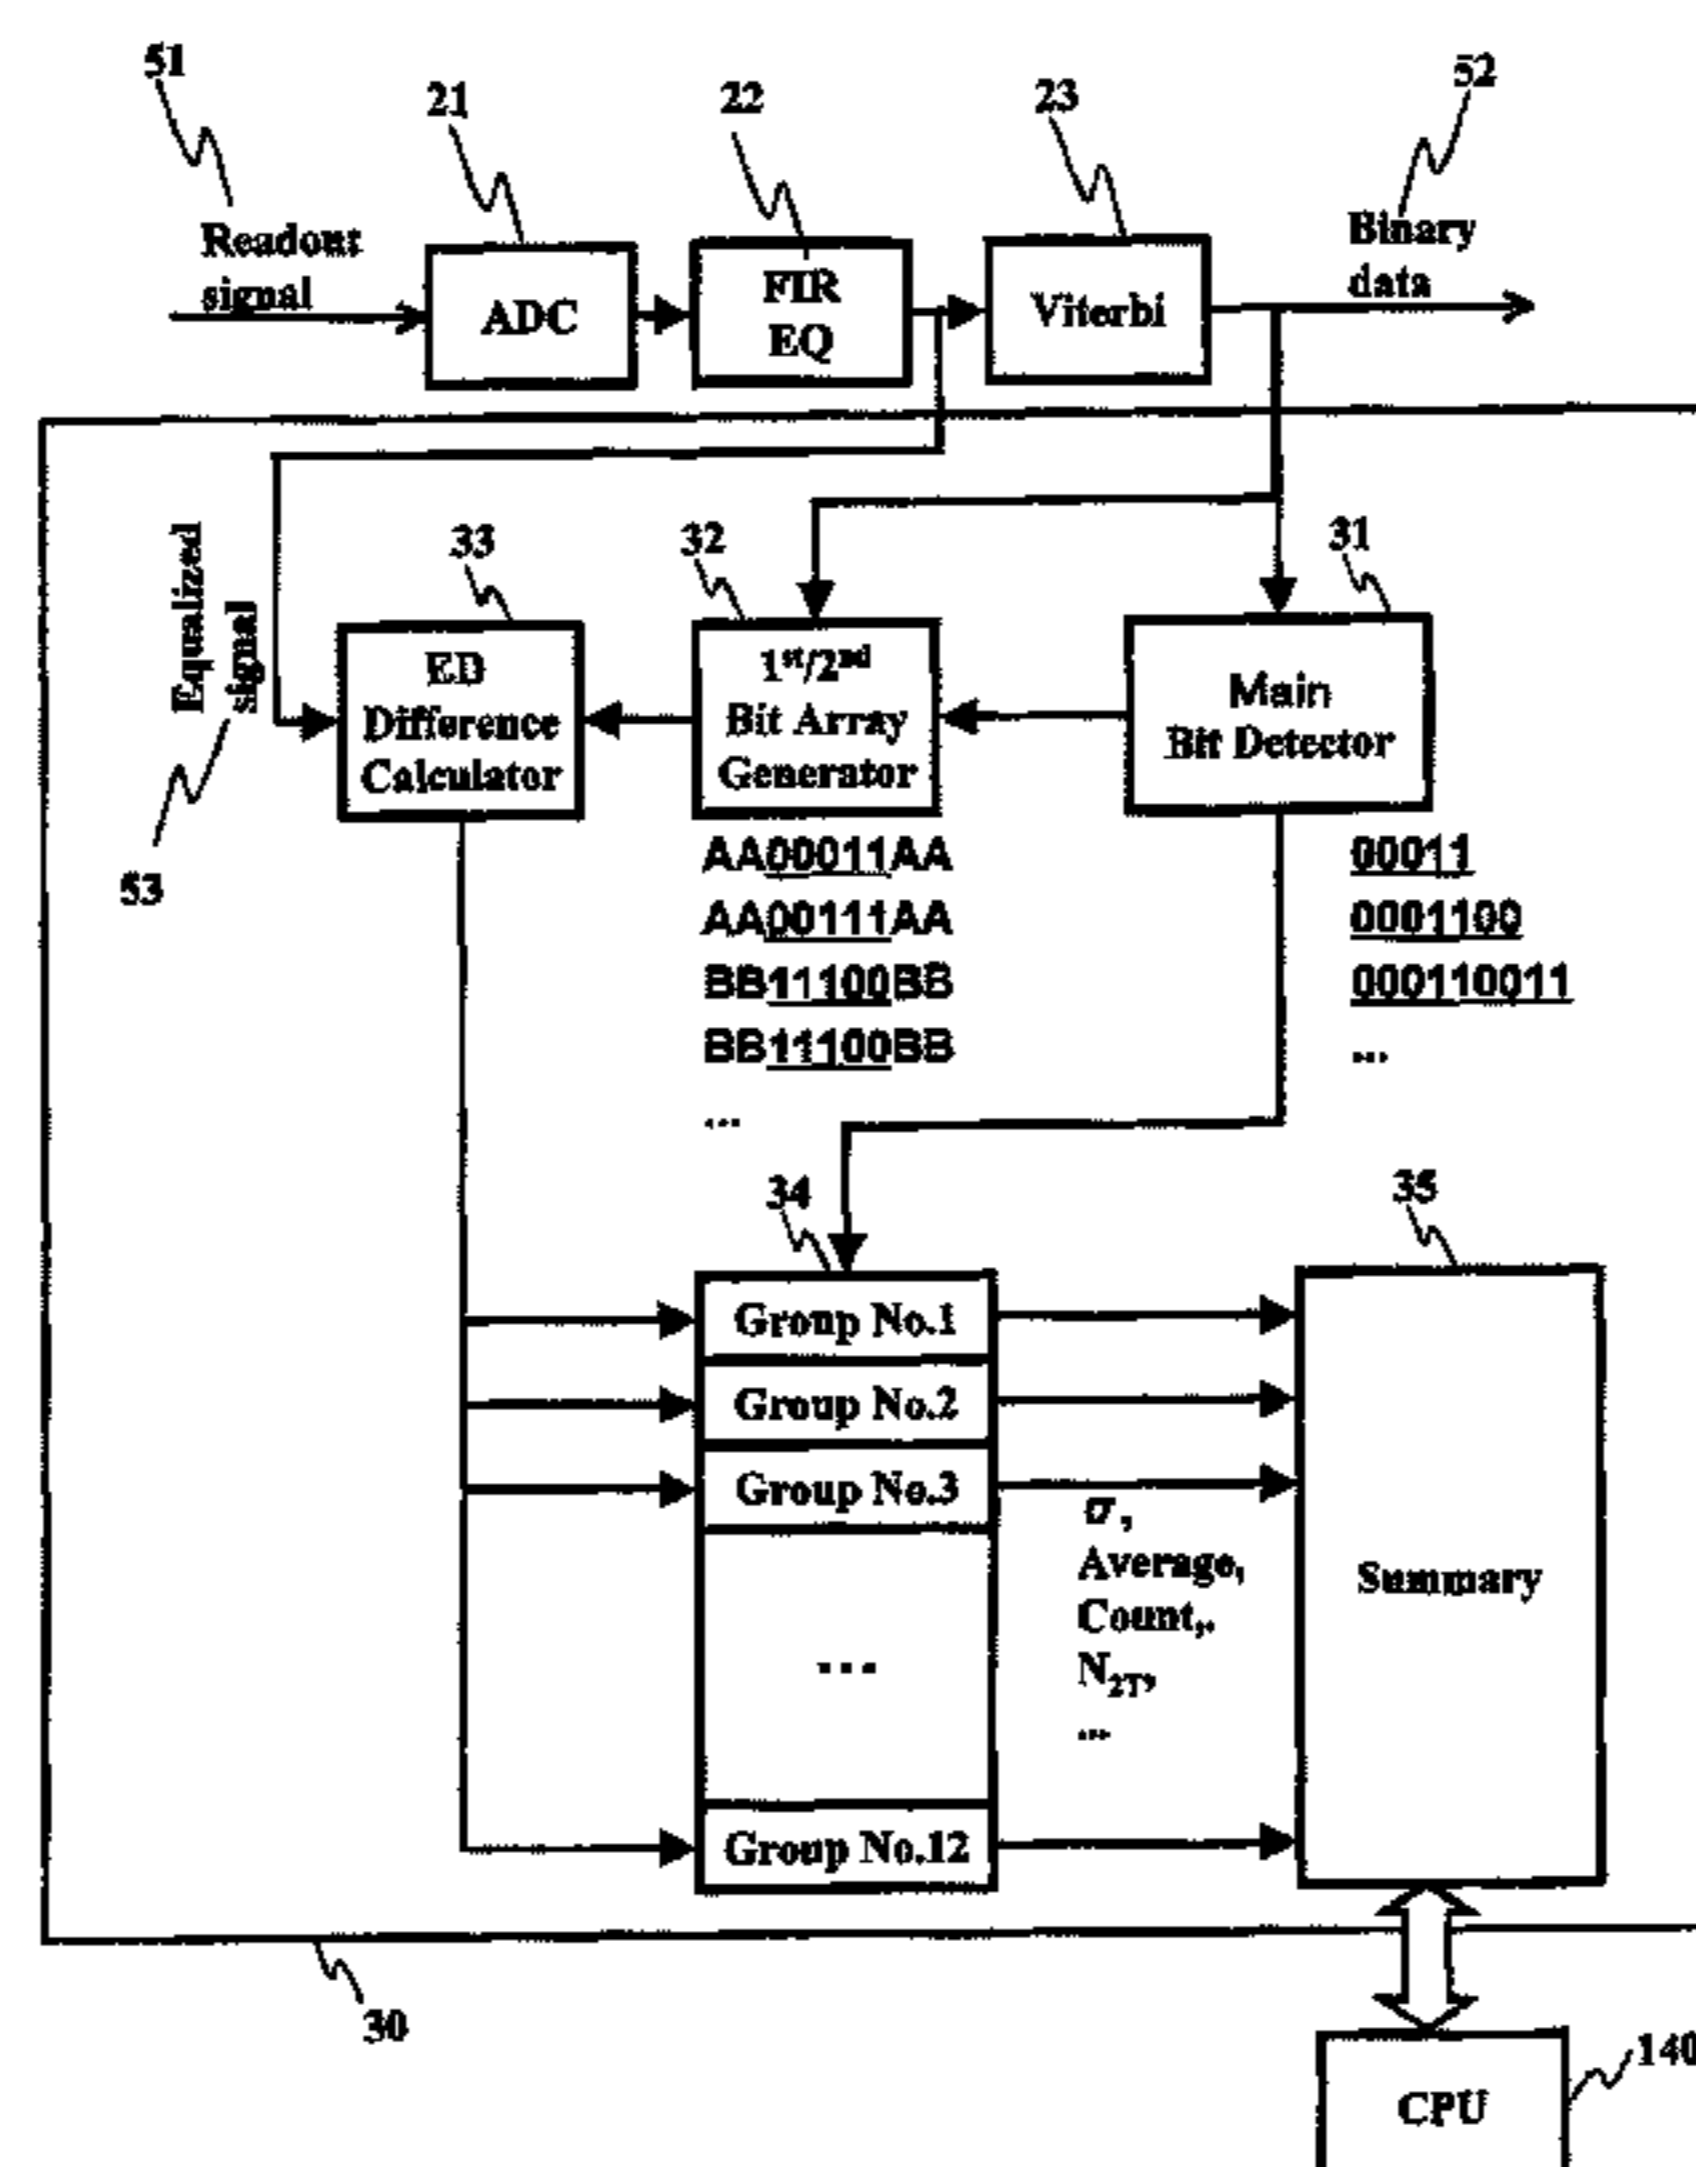 51
21
22
23
52
Readout
signal
ADC
FIR
EQ
Viterbi
Binary
data
Equalized
signal
53
33
32
31
ED
Difference
Calculator
1st/2nd
Bit Array
Generator
Main
Bit Detector
AA00011AA
AA00111AA
BB11100BB
BB11100BB
...
00011
0001100
000110011
...
34
35
Group No.1
Group No.2
Group No.3
...
Group No.12
σ,
Average,
Count,.
N2T,
...
Summary
30
140
CPU